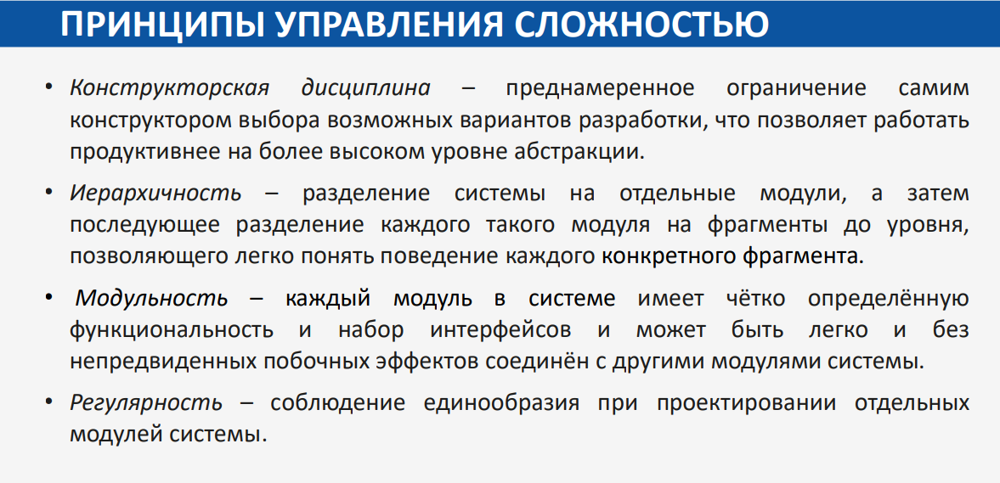 ПРИНЦИПЫ УПРАВЛЕНИЯ СЛОЖНОСТЬЮ
• Конструкторская дисциплина – преднамеренное ограничение самим
конструктором выбора возможных вариантов разработки, что позволяет работать
продуктивнее на более высоком уровне абстракции.
• Иерархичность – разделение системы на отдельные модули, а затем
последующее разделение каждого такого модуля на фрагменты до уровня,
позволяющего легко понять поведение каждого конкретного фрагмента.
• Модульность – каждый модуль в системе имеет чётко определённую
функциональность и набор интерфейсов и может быть легко и без
непредвиденных побочных эффектов соединён с другими модулями системы.
• Регулярность – соблюдение единообразия при проектировании отдельных
модулей системы.